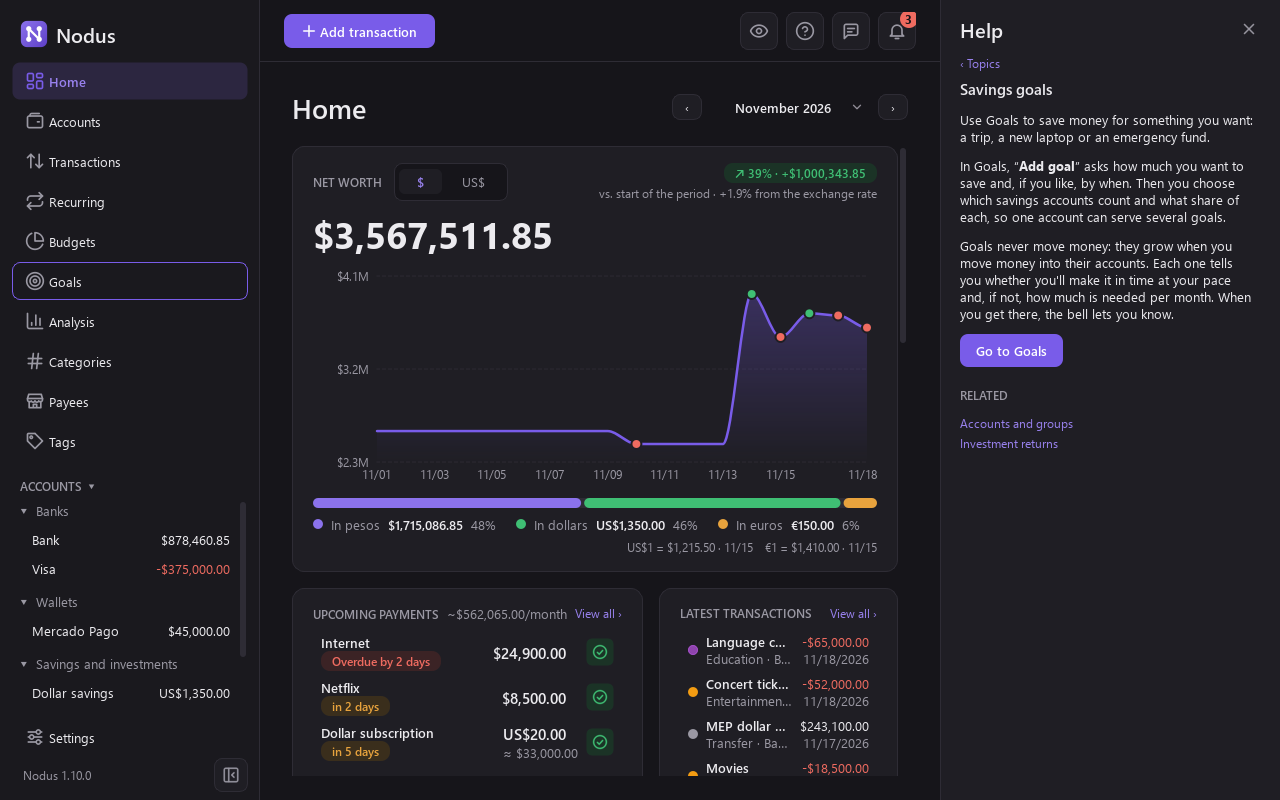 Nodus
Home
Accounts
Transactions
Recurring
Budgets
Goals
Analysis
Categories
Payees
Tags
ACCOUNTS ▼
Banks
Bank $878,460.85
Visa -$375,000.00
Wallets
Mercado Pago $45,000.00
Savings and investments
Dollar savings US$1,350.00
Settings
Nodus 1.10.0
+ Add transaction
3
Home
‹ November 2026 ›
NET WORTH $ US$
↗ 39% · +$1,000,343.85
vs. start of the period · +1.9% from the exchange rate
$3,567,511.85
$4.1M
$3.2M
$2.3M
11/01 11/03 11/05 11/07 11/09 11/11 11/13 11/15 11/18
In pesos $1,715,086.85 48% In dollars US$1,350.00 46% In euros €150.00 6%
US$1 = $1,215.50 · 11/15 €1 = $1,410.00 · 11/15
UPCOMING PAYMENTS ~$562,065.00/month View all ›
Internet
Overdue by 2 days
$24,900.00
Netflix
in 2 days
$8,500.00
Dollar subscription
in 5 days
US$20.00
≈ $33,000.00
LATEST TRANSACTIONS View all ›
Language c... -$65,000.00
Education · B... 11/18/2026
Concert tick... -$52,000.00
Entertainmen... 11/18/2026
MEP dollar ... $243,100.00
Transfer · Ba... 11/17/2026
Movies -$18,500.00
Help
‹ Topics
Savings goals
Use Goals to save money for something you want:
a trip, a new laptop or an emergency fund.
In Goals, “Add goal” asks how much you want to
save and, if you like, by when. Then you choose
which savings accounts count and what share of
each, so one account can serve several goals.
Goals never move money: they grow when you
move money into their accounts. Each one tells
you whether you'll make it in time at your pace
and, if not, how much is needed per month. When
you get there, the bell lets you know.
Go to Goals
RELATED
Accounts and groups
Investment returns